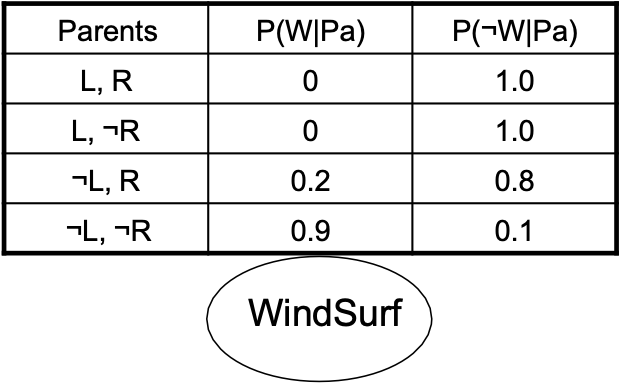 Parents P(W|Pa) P(¬W|Pa)
L, R 0 1.0
L, ¬R 0 1.0
¬L, R 0.2 0.8
¬L, ¬R 0.9 0.1
WindSurf